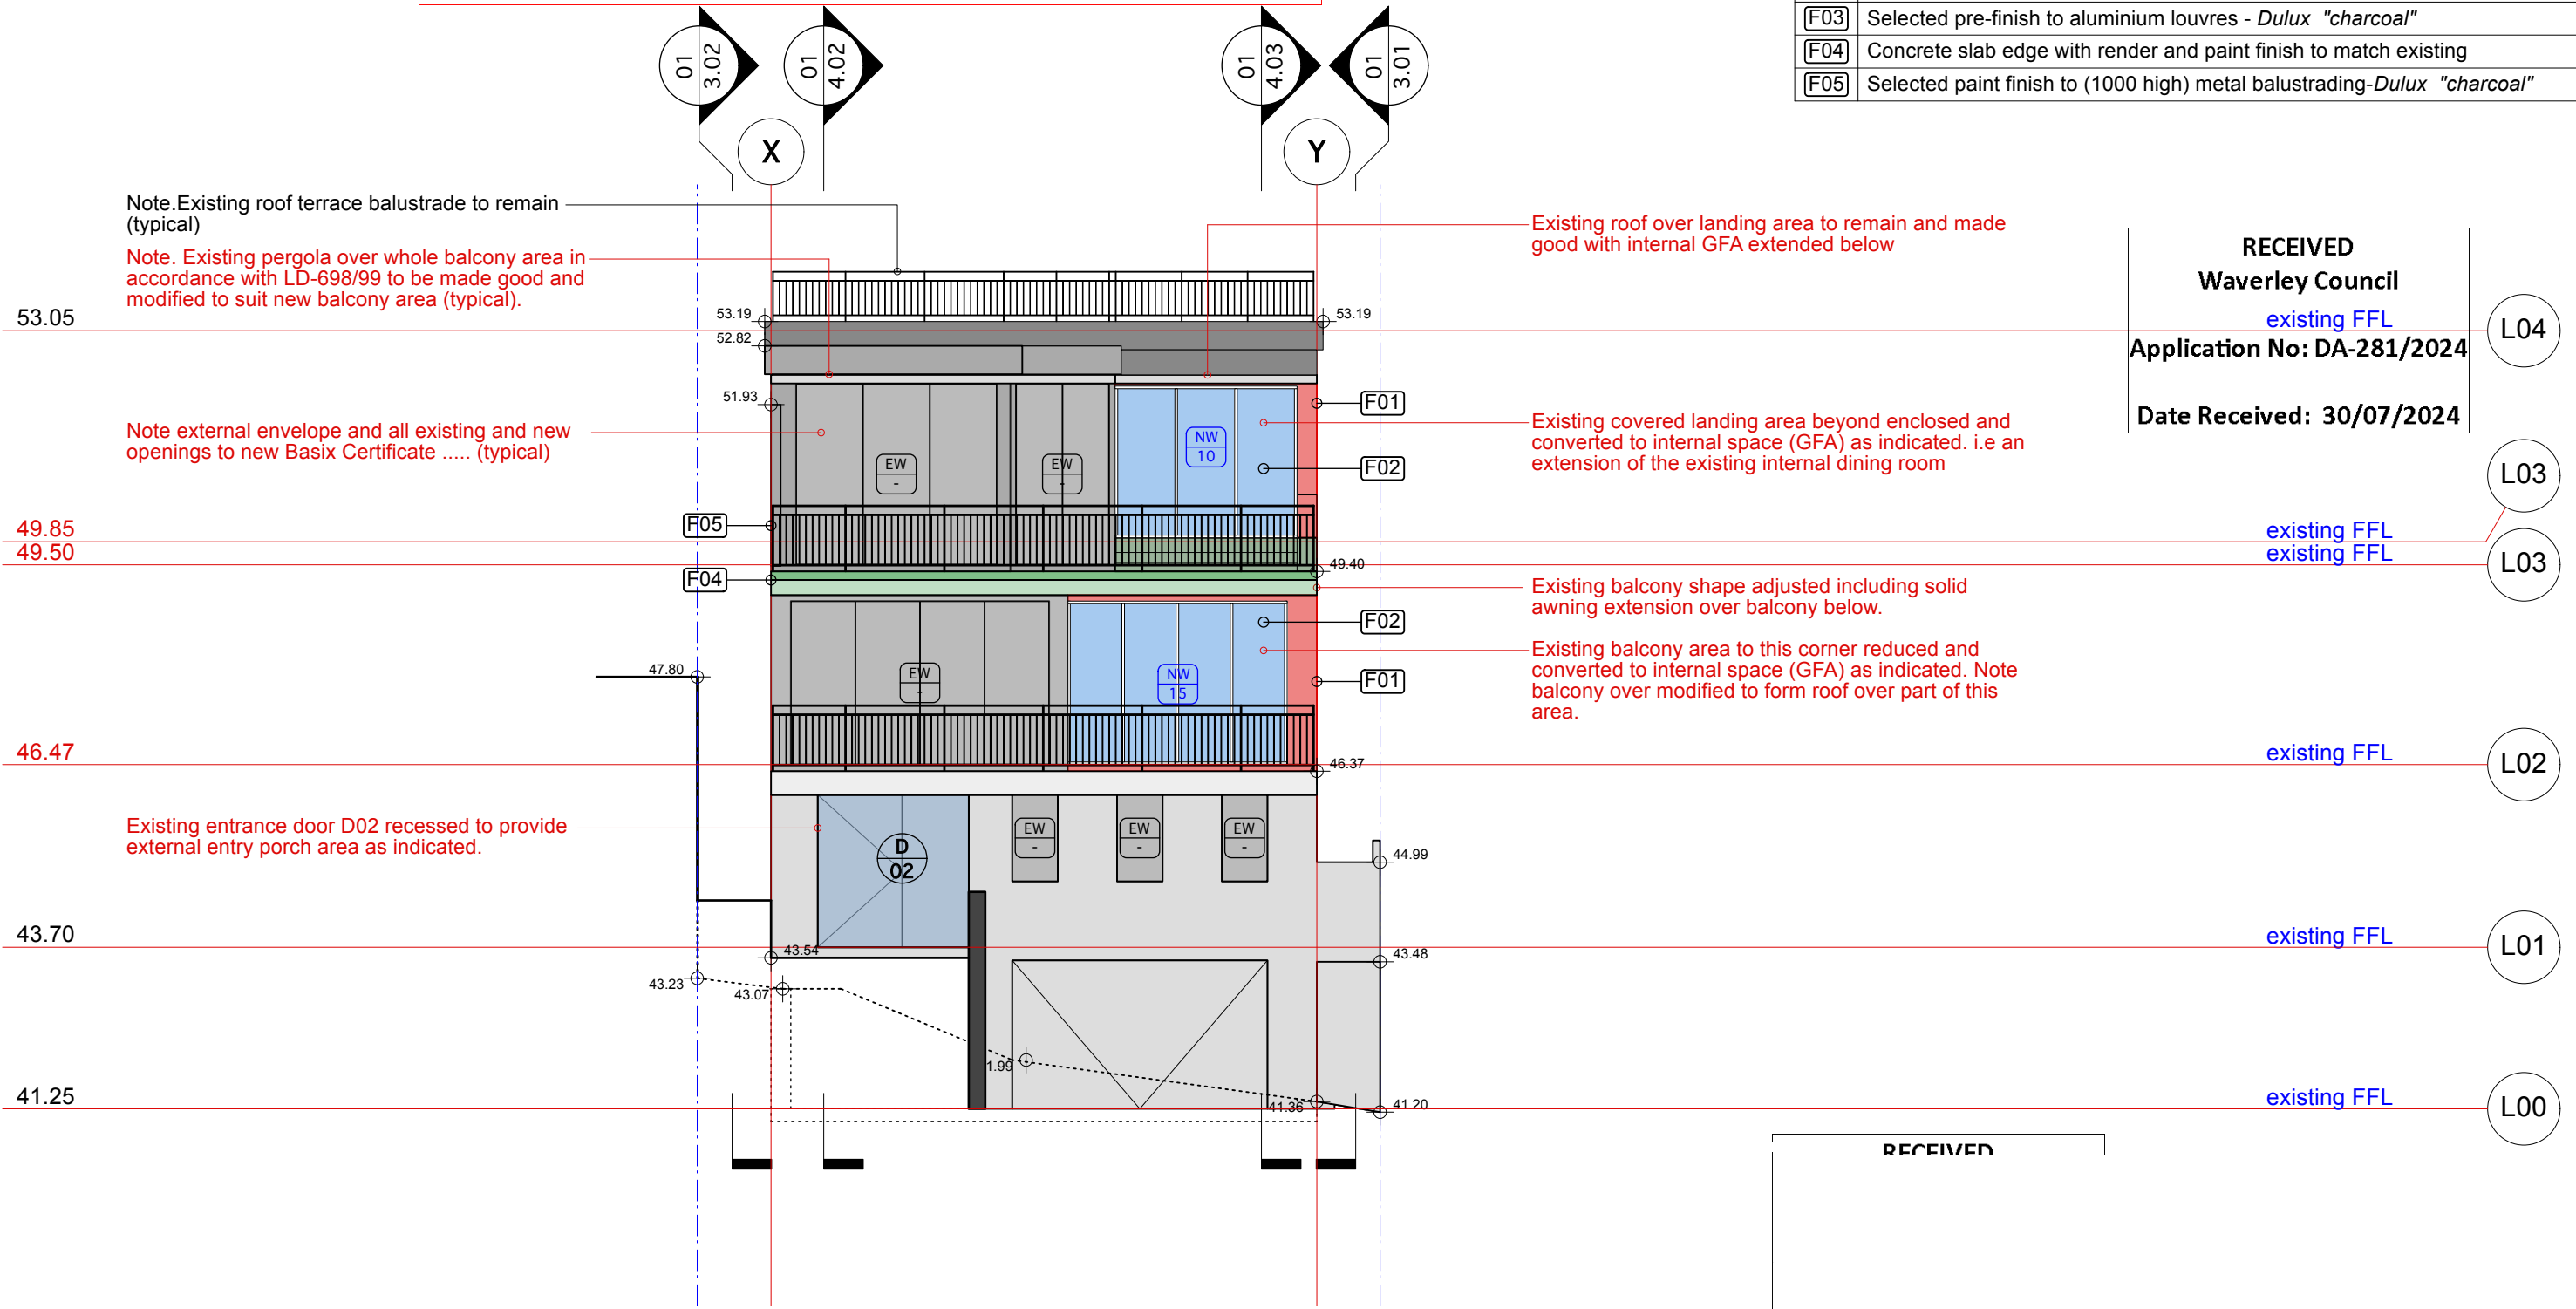 F03 Selected pre-finish to aluminium louvres - Dulux "charcoal"
F04 Concrete slab edge with render and paint finish to match existing
F05 Selected paint finish to (1000 high) metal balustrading-Dulux "charcoal"
01 3.02
01 4.02
01 4.03
01 3.01
X
Y
Note.Existing roof terrace balustrade to remain
(typical)
Note. Existing pergola over whole balcony area in
accordance with LD-698/99 to be made good and
modified to suit new balcony area (typical).
Existing roof over landing area to remain and made
good with internal GFA extended below
RECEIVED
Waverley Council
Application No: DA-281/2024
Date Received: 30/07/2024
53.05
53.19
53.19
52.82
existing FFL
L04
51.93
F01
Note external envelope and all existing and new
openings to new Basix Certificate ..... (typical)
EW
-
EW
-
NW
10
F02
Existing covered landing area beyond enclosed and
converted to internal space (GFA) as indicated. i.e an
extension of the existing internal dining room
L03
F05
49.85
existing FFL
49.50
existing FFL
L03
49.40
F04
Existing balcony shape adjusted including solid
awning extension over balcony below.
F02
Existing balcony area to this corner reduced and
converted to internal space (GFA) as indicated. Note
balcony over modified to form roof over part of this
area.
47.80
EW
-
NW
15
F01
46.47
46.37
existing FFL
L02
Existing entrance door D02 recessed to provide
external entry porch area as indicated.
D
02
EW
-
EW
-
EW
-
44.99
43.70
existing FFL
L01
43.54
43.48
43.23
43.07
1.99
41.25
41.36
41.20
existing FFL
L00
RECEIVED